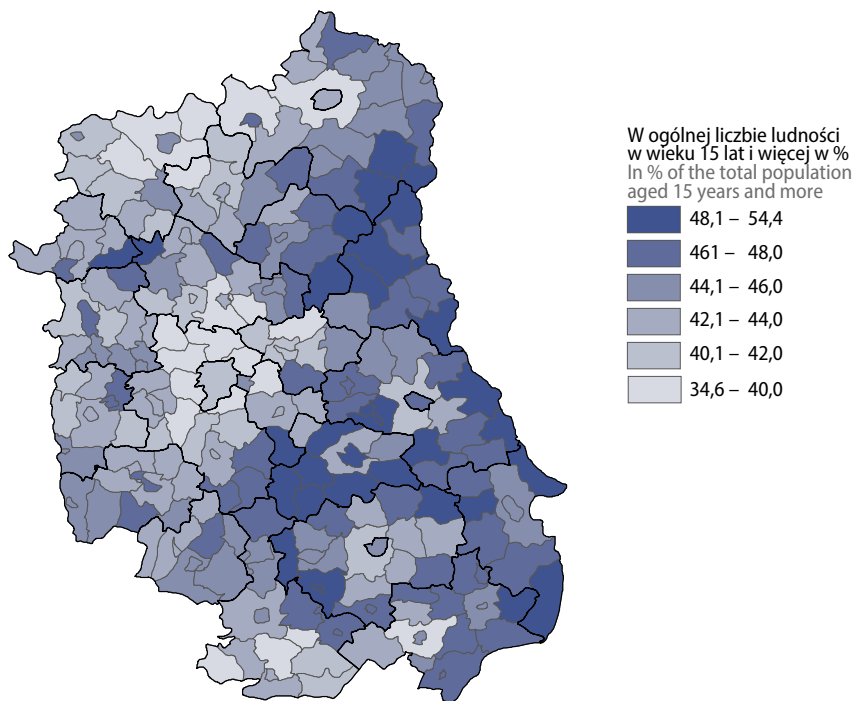 W ogólnej liczbie ludności
w wieku 15 lat i więcej w %
In % of the total population
aged 15 years and more
48,1 – 54,4
461 – 48,0
44,1 – 46,0
42,1 – 44,0
40,1 – 42,0
34,6 – 40,0